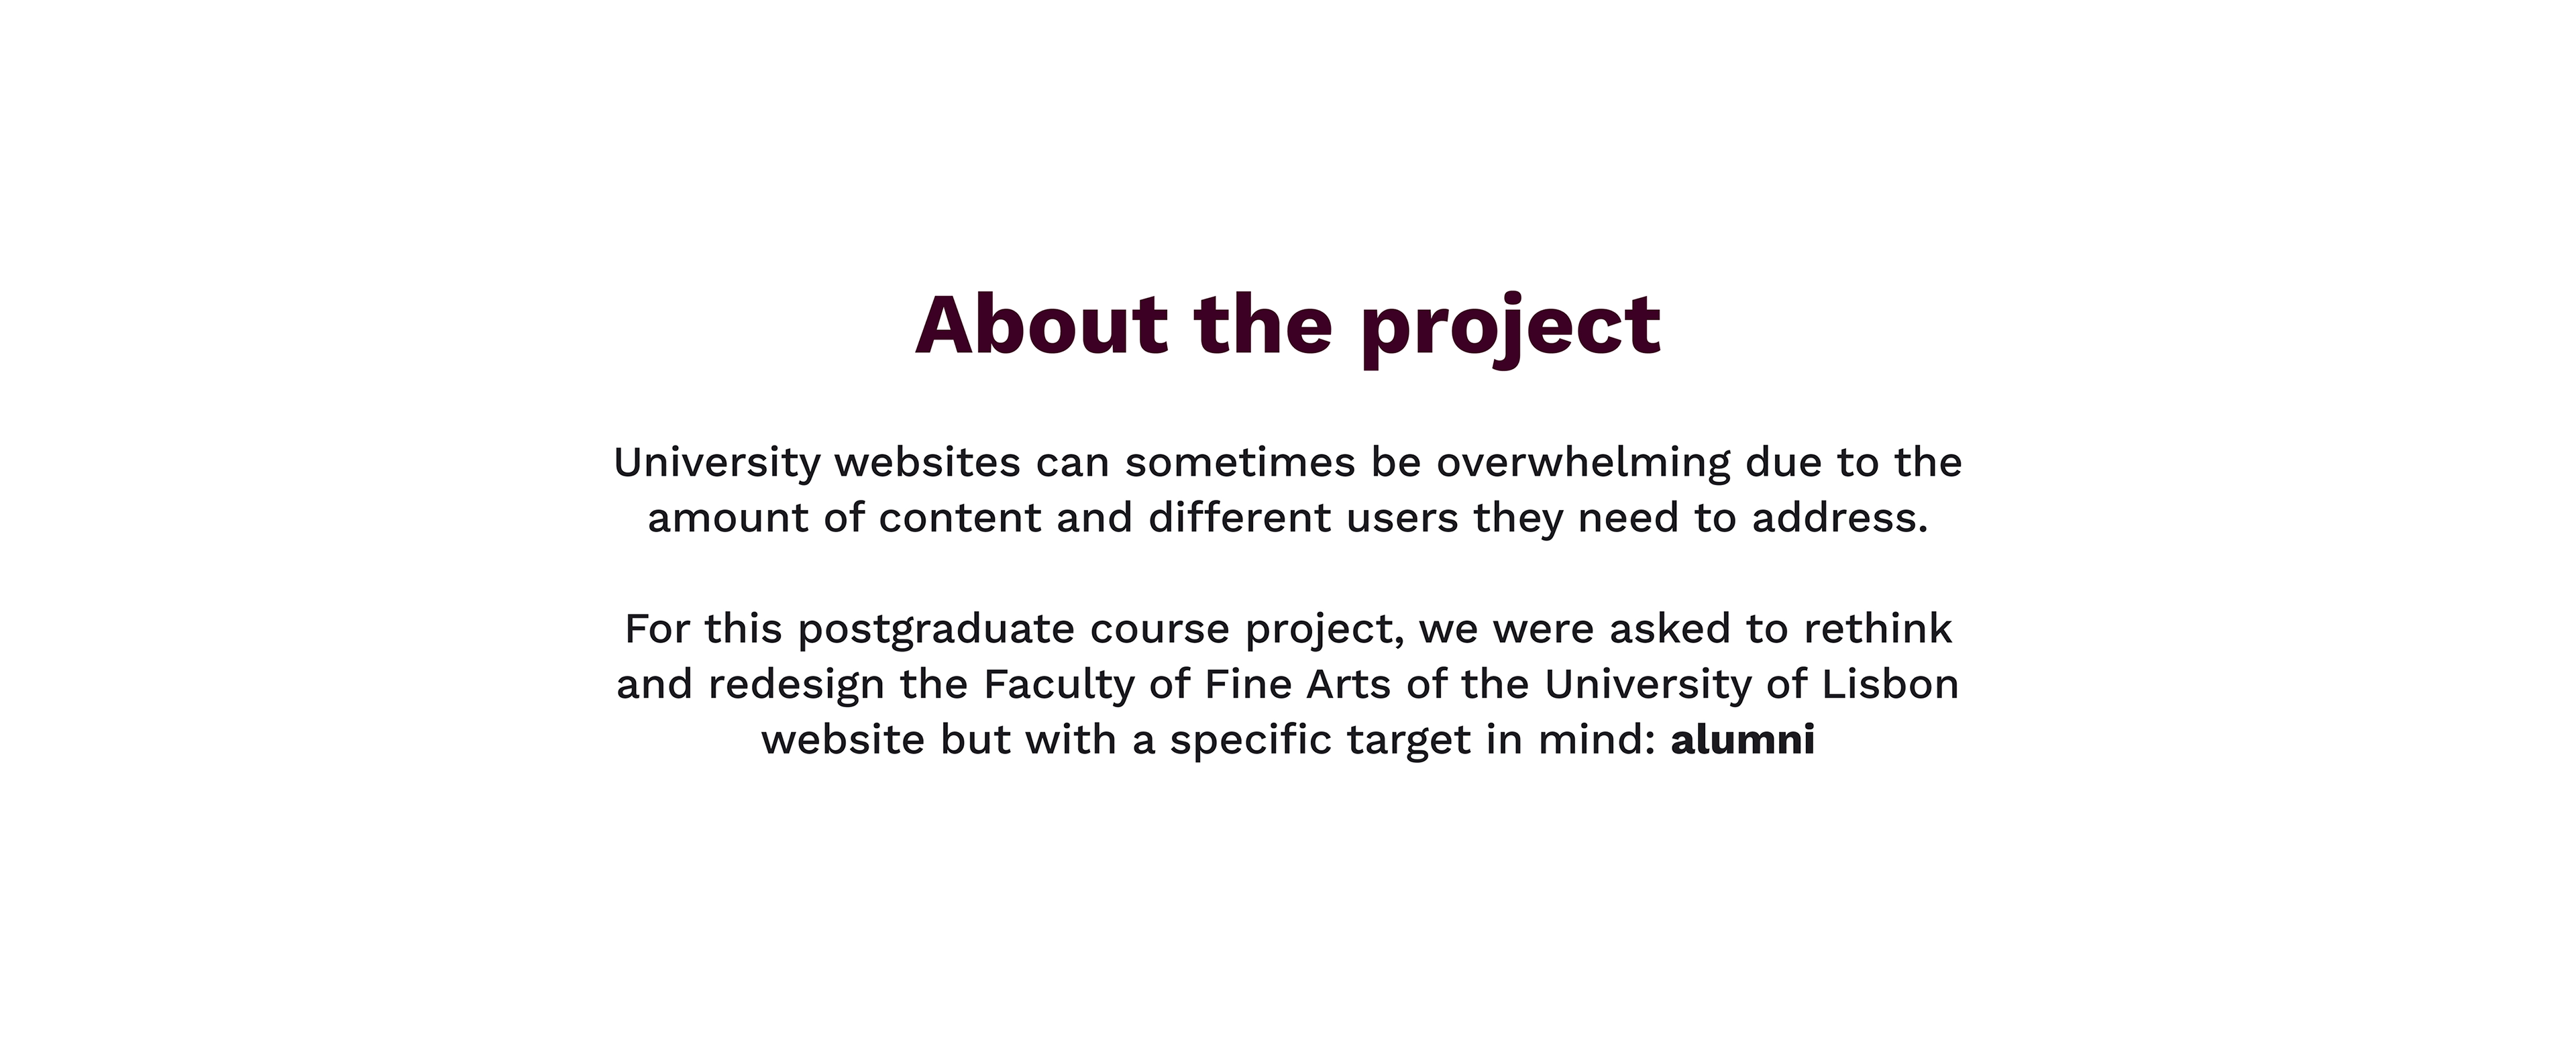 About the project
University websites can sometimes be overwhelming due to the
amount of content and different users they need to address.
For this postgraduate course project, we were asked to rethink
and redesign the Faculty of Fine Arts of the University of Lisbon
website but with a specific target in mind: alumni